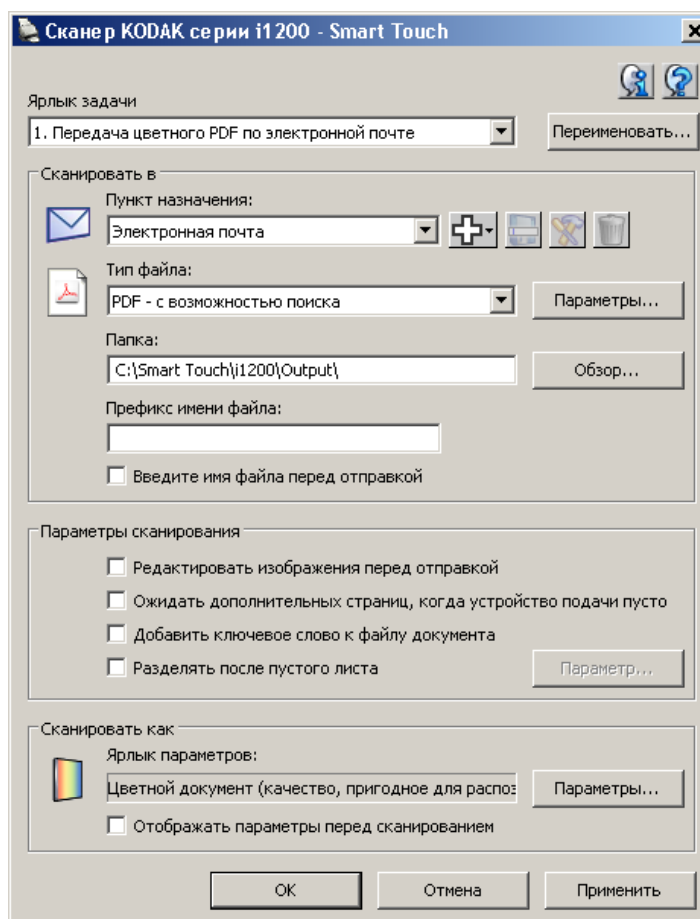 Сканер KODAK серии i1200 - Smart Touch
Ярлык задачи
1. Передача цветного PDF по электронной почте
Переименовать...
Сканировать в
Пункт назначения:
Электронная почта
Тип файла:
PDF - с возможностью поиска
Параметры...
Папка:
C:\Smart Touch\i1200\Output\
Обзор...
Префикс имени файла:
Введите имя файла перед отправкой
Параметры сканирования
Редактировать изображения перед отправкой
Ожидать дополнительных страниц, когда устройство подачи пусто
Добавить ключевое слово к файлу документа
Разделять после пустого листа
Параметр...
Сканировать как
Ярлык параметров:
Цветной документ (качество, пригодное для распоз
Параметры...
Отображать параметры перед сканированием
ОК
Отмена
Применить